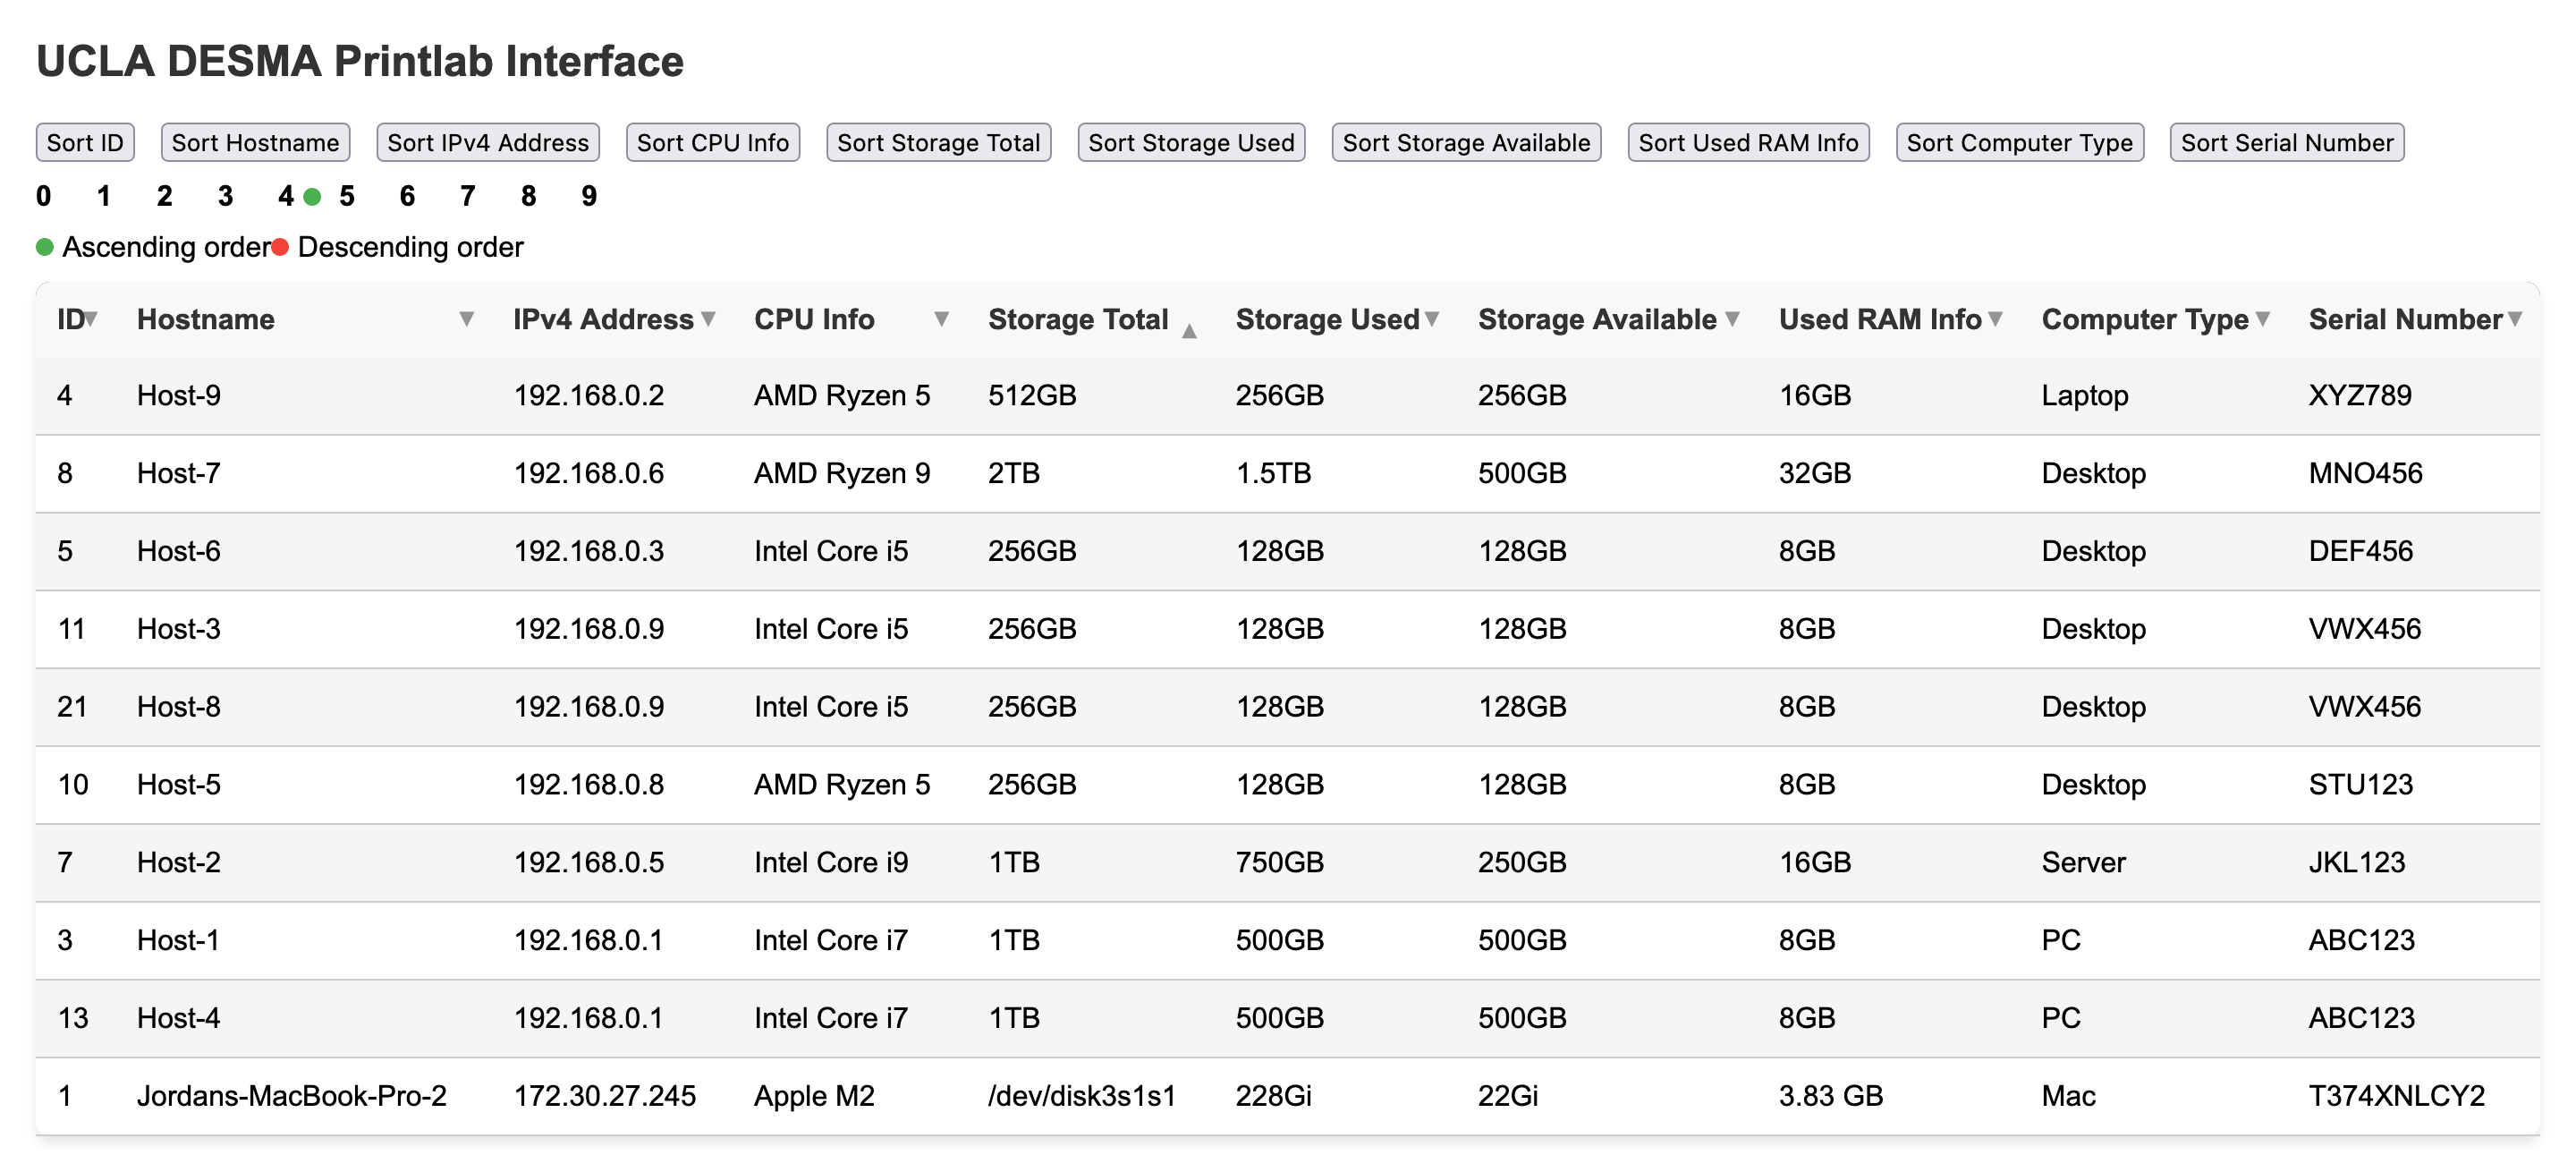 UCLA DESMA Printlab Interface
Sort ID Sort Hostname Sort IPv4 Address Sort CPU Info Sort Storage Total Sort Storage Used Sort Storage Available Sort Used RAM Info Sort Computer Type Sort Serial Number
0 1 2 3 4 5 6 7 8 9
Ascending order Descending order
ID▼ Hostname ▼ IPv4 Address ▼ CPU Info ▼ Storage Total ▲ Storage Used ▼ Storage Available ▼ Used RAM Info ▼ Computer Type ▼ Serial Number ▼
4 Host-9 192.168.0.2 AMD Ryzen 5 512GB 256GB 256GB 16GB Laptop XYZ789
8 Host-7 192.168.0.6 AMD Ryzen 9 2TB 1.5TB 500GB 32GB Desktop MNO456
5 Host-6 192.168.0.3 Intel Core i5 256GB 128GB 128GB 8GB Desktop DEF456
11 Host-3 192.168.0.9 Intel Core i5 256GB 128GB 128GB 8GB Desktop VWX456
21 Host-8 192.168.0.9 Intel Core i5 256GB 128GB 128GB 8GB Desktop VWX456
10 Host-5 192.168.0.8 AMD Ryzen 5 256GB 128GB 128GB 8GB Desktop STU123
7 Host-2 192.168.0.5 Intel Core i9 1TB 750GB 250GB 16GB Server JKL123
3 Host-1 192.168.0.1 Intel Core i7 1TB 500GB 500GB 8GB PC ABC123
13 Host-4 192.168.0.1 Intel Core i7 1TB 500GB 500GB 8GB PC ABC123
1 Jordans-MacBook-Pro-2 172.30.27.245 Apple M2 /dev/disk3s1s1 228Gi 22Gi 3.83 GB Mac T374XNLCY2